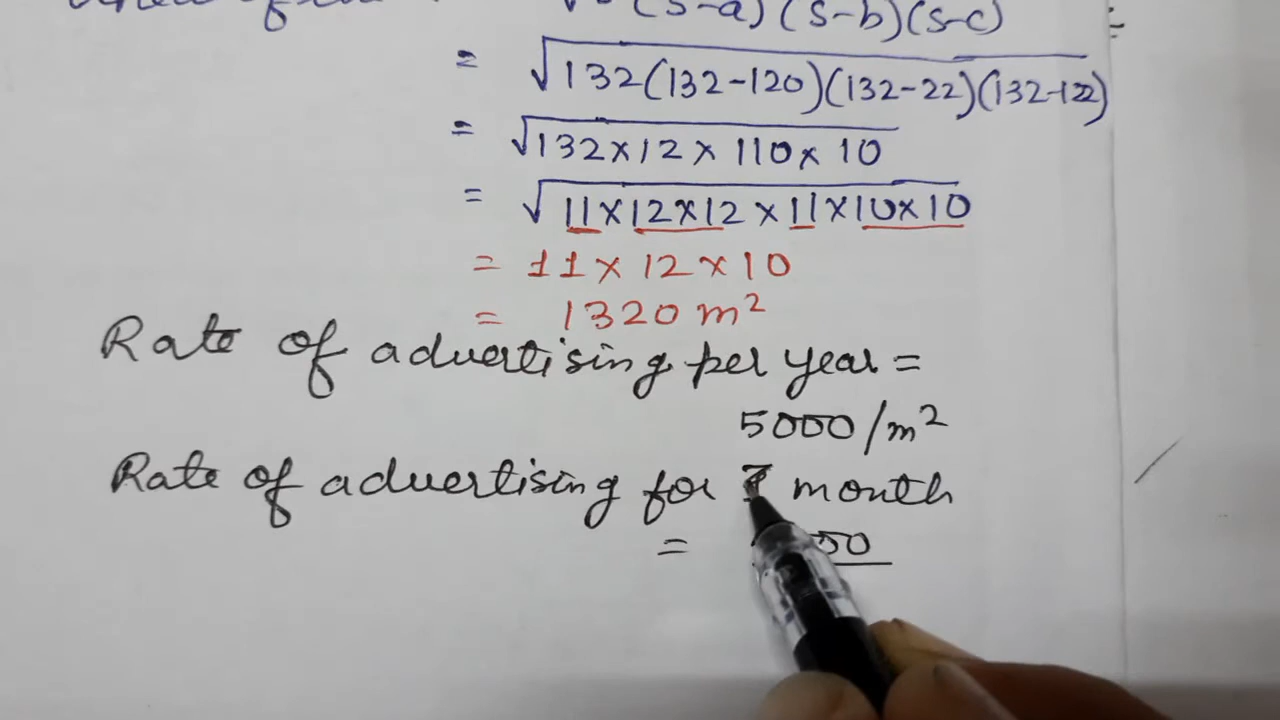 (s-a) (s-b)(s-c)
= √132(132-120)(132-22)(132-122)
= √132×12× 110× 10
= √11×12×12×11×10×10
= 11×12×10
= 1320 m²
Rate of advertising per year =
5000/m²
Rate of advertising for month
=